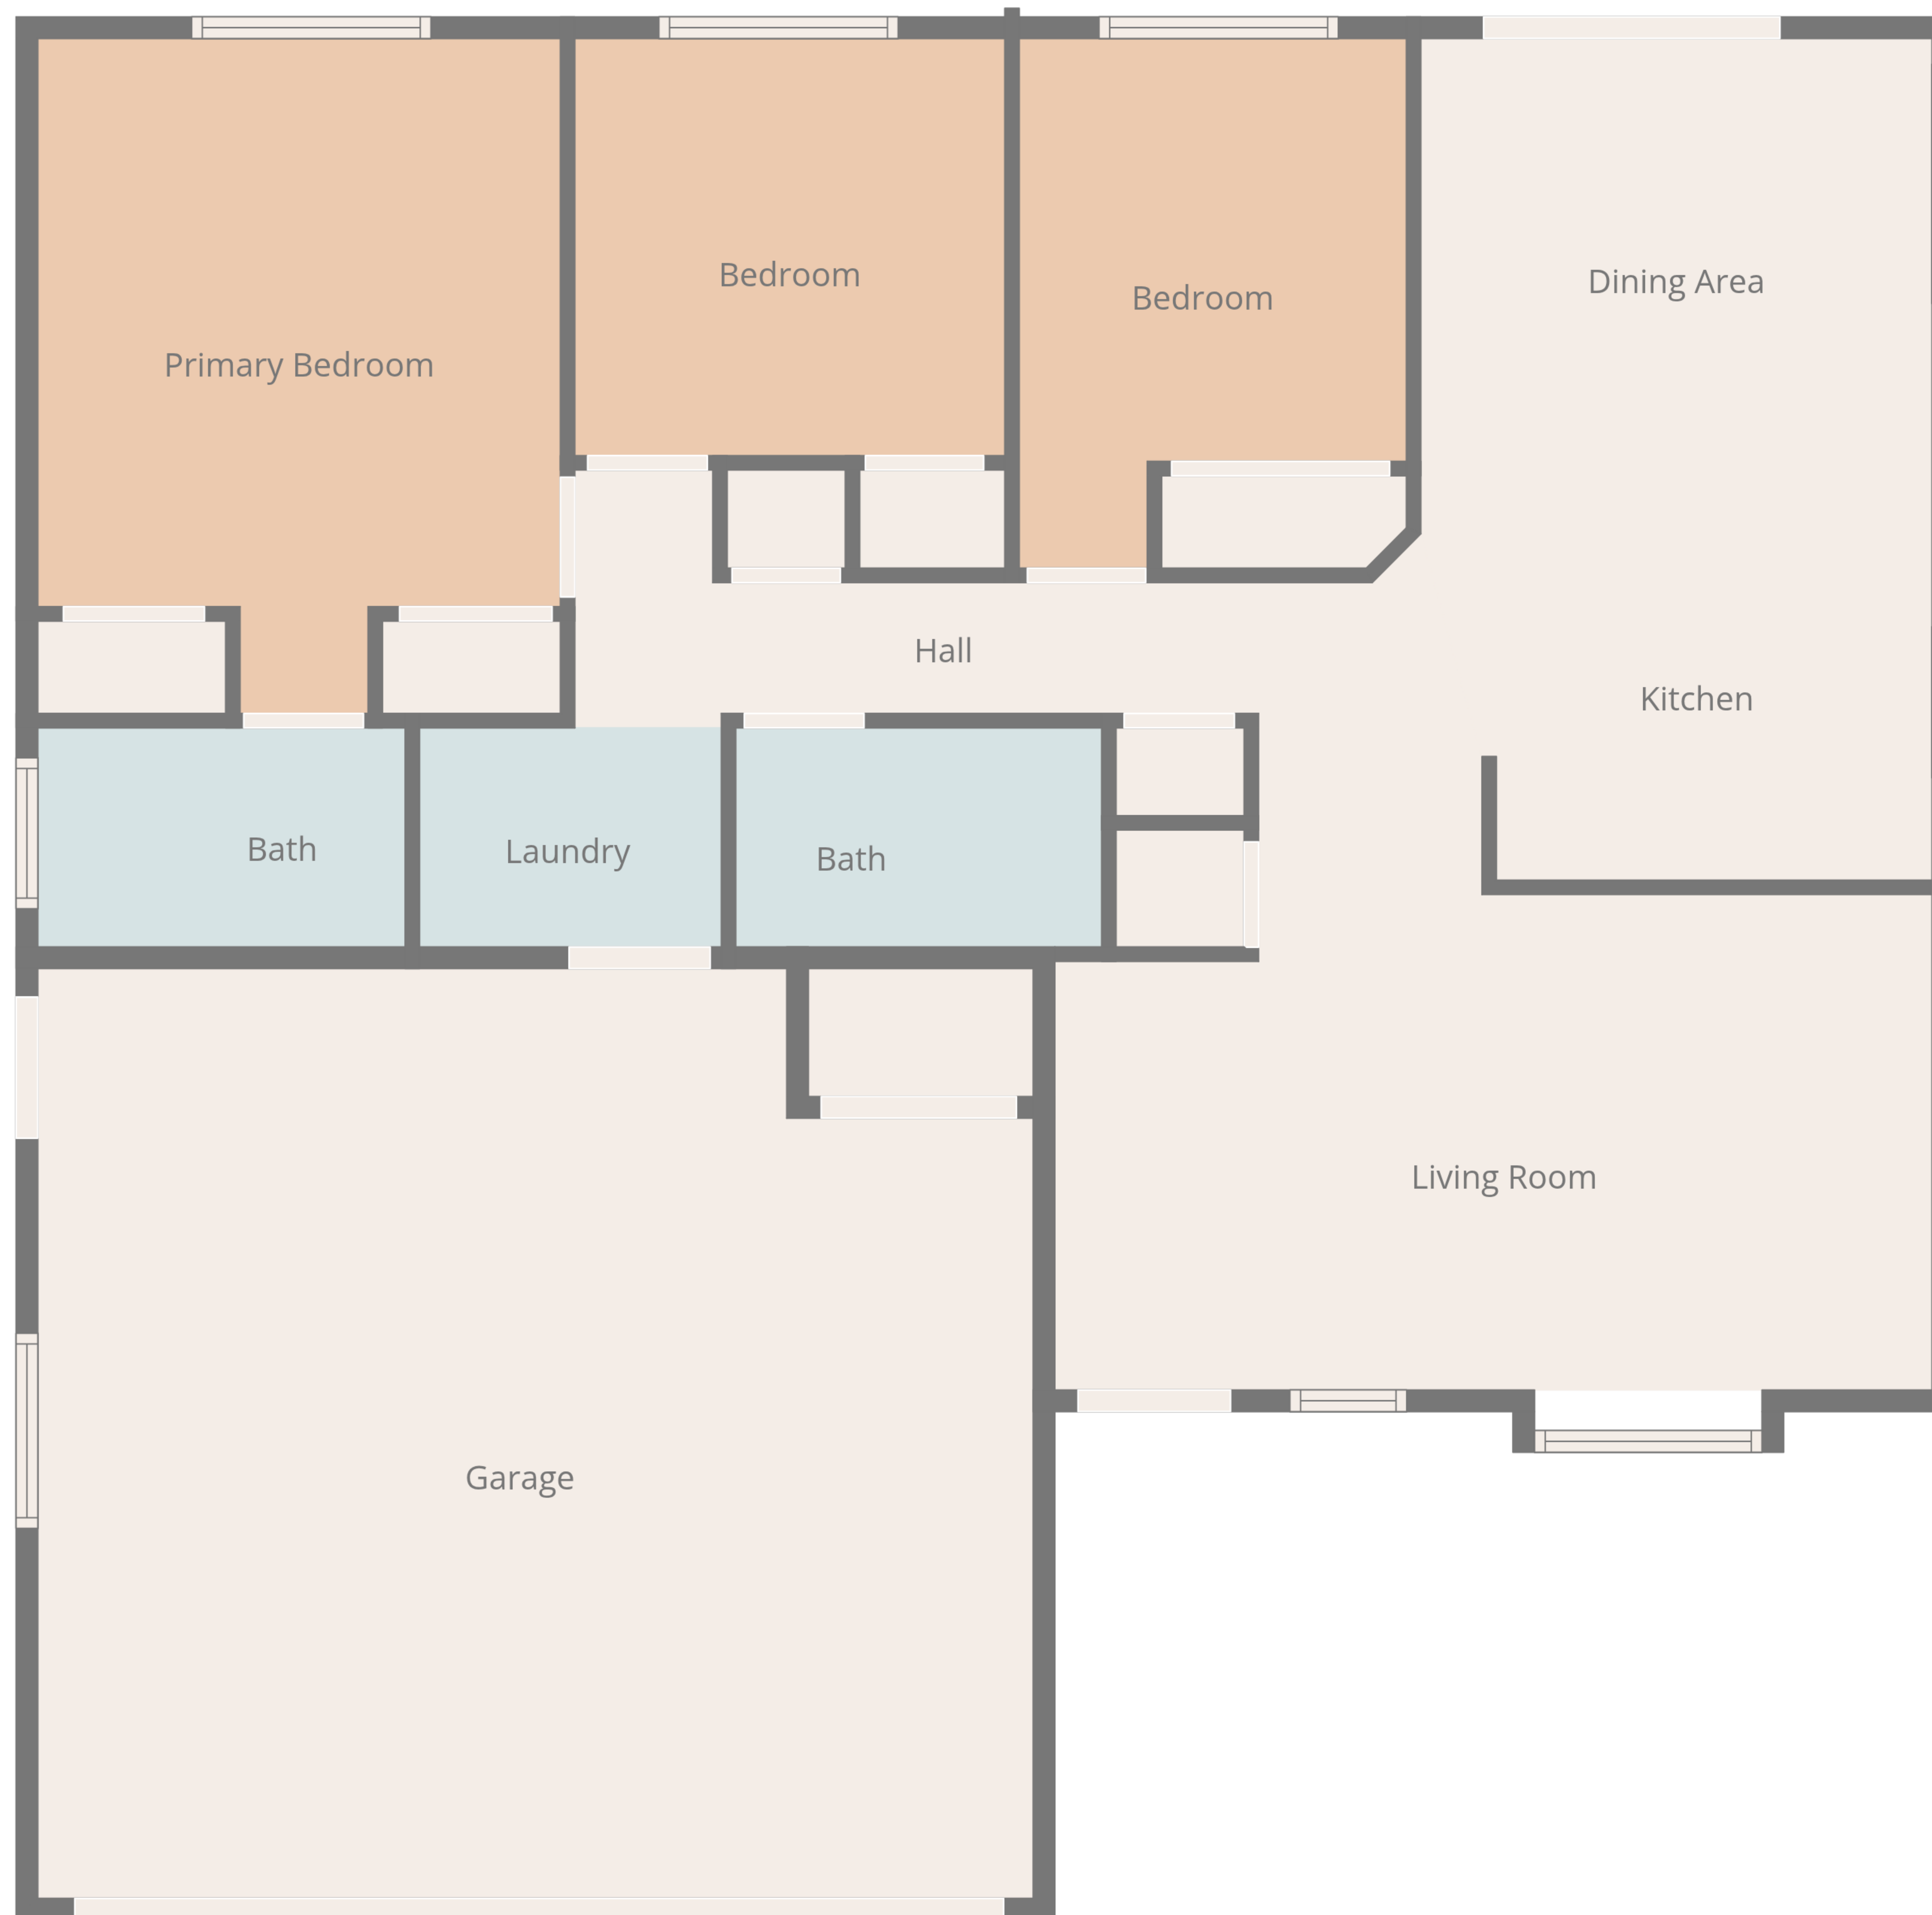 Bedroom
Dining Area
Bedroom
Primary Bedroom
Hall
Kitchen
Bath
Laundry
Bath
Living Room
Garage